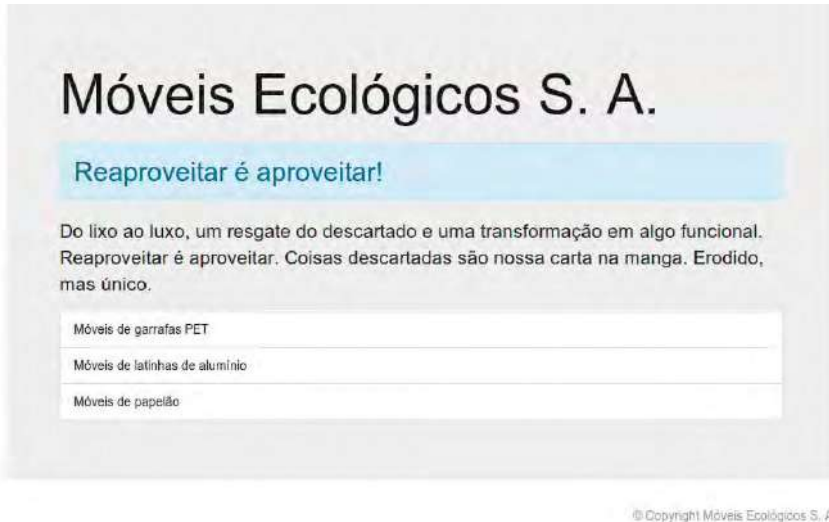 Móveis Ecológicos S. A.
Reaproveitar é aproveitar!
Do lixo ao luxo, um resgate do descartado e uma transformação em algo funcional.
Reaproveitar é aproveitar. Coisas descartadas são nossa carta na manga. Erodido,
mas único.
Móveis de garrafas PET
Móveis de latinhas de alumínio
Móveis de papelão
© Copyright Móveis Ecológicos S. A